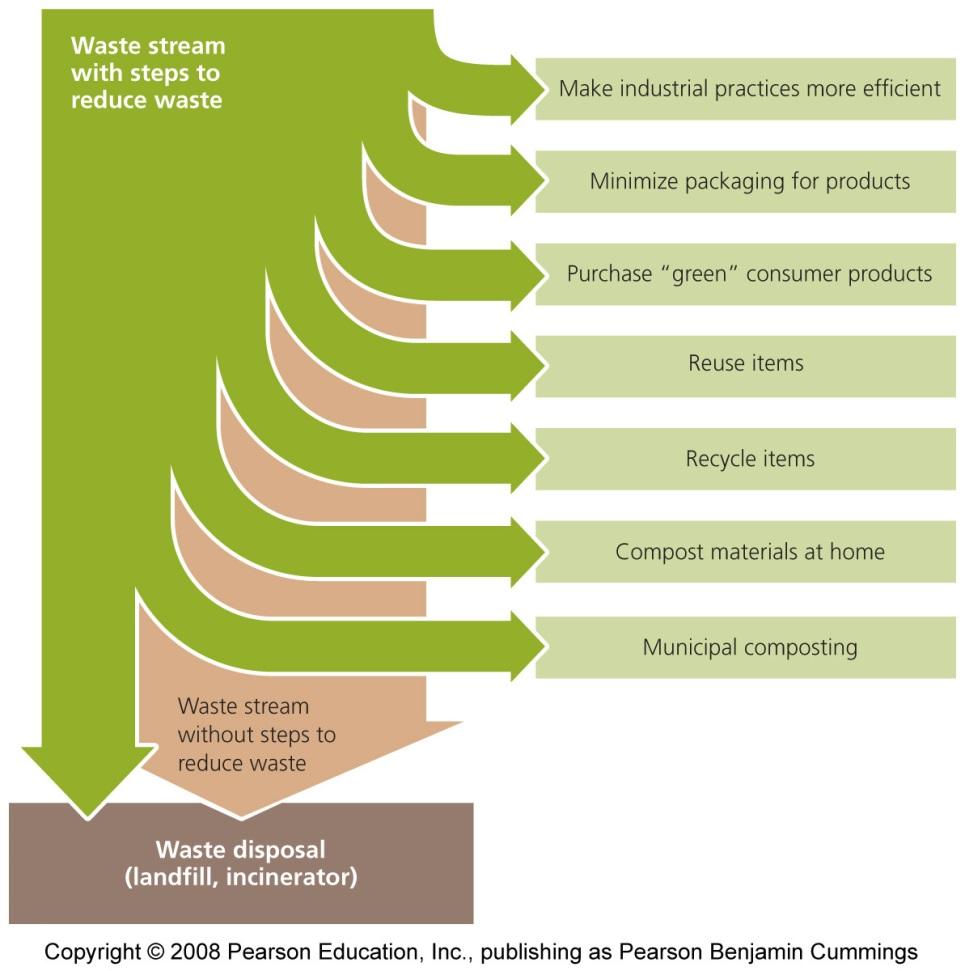 Waste stream
with steps to
reduce waste
Make industrial practices more efficient
Minimize packaging for products
Purchase “green” consumer products
Reuse items
Recycle items
Compost materials at home
Municipal composting
Waste stream
without steps to
reduce waste
Waste disposal
(landfill, incinerator)
Copyright © 2008 Pearson Education, Inc., publishing as Pearson Benjamin Cummings